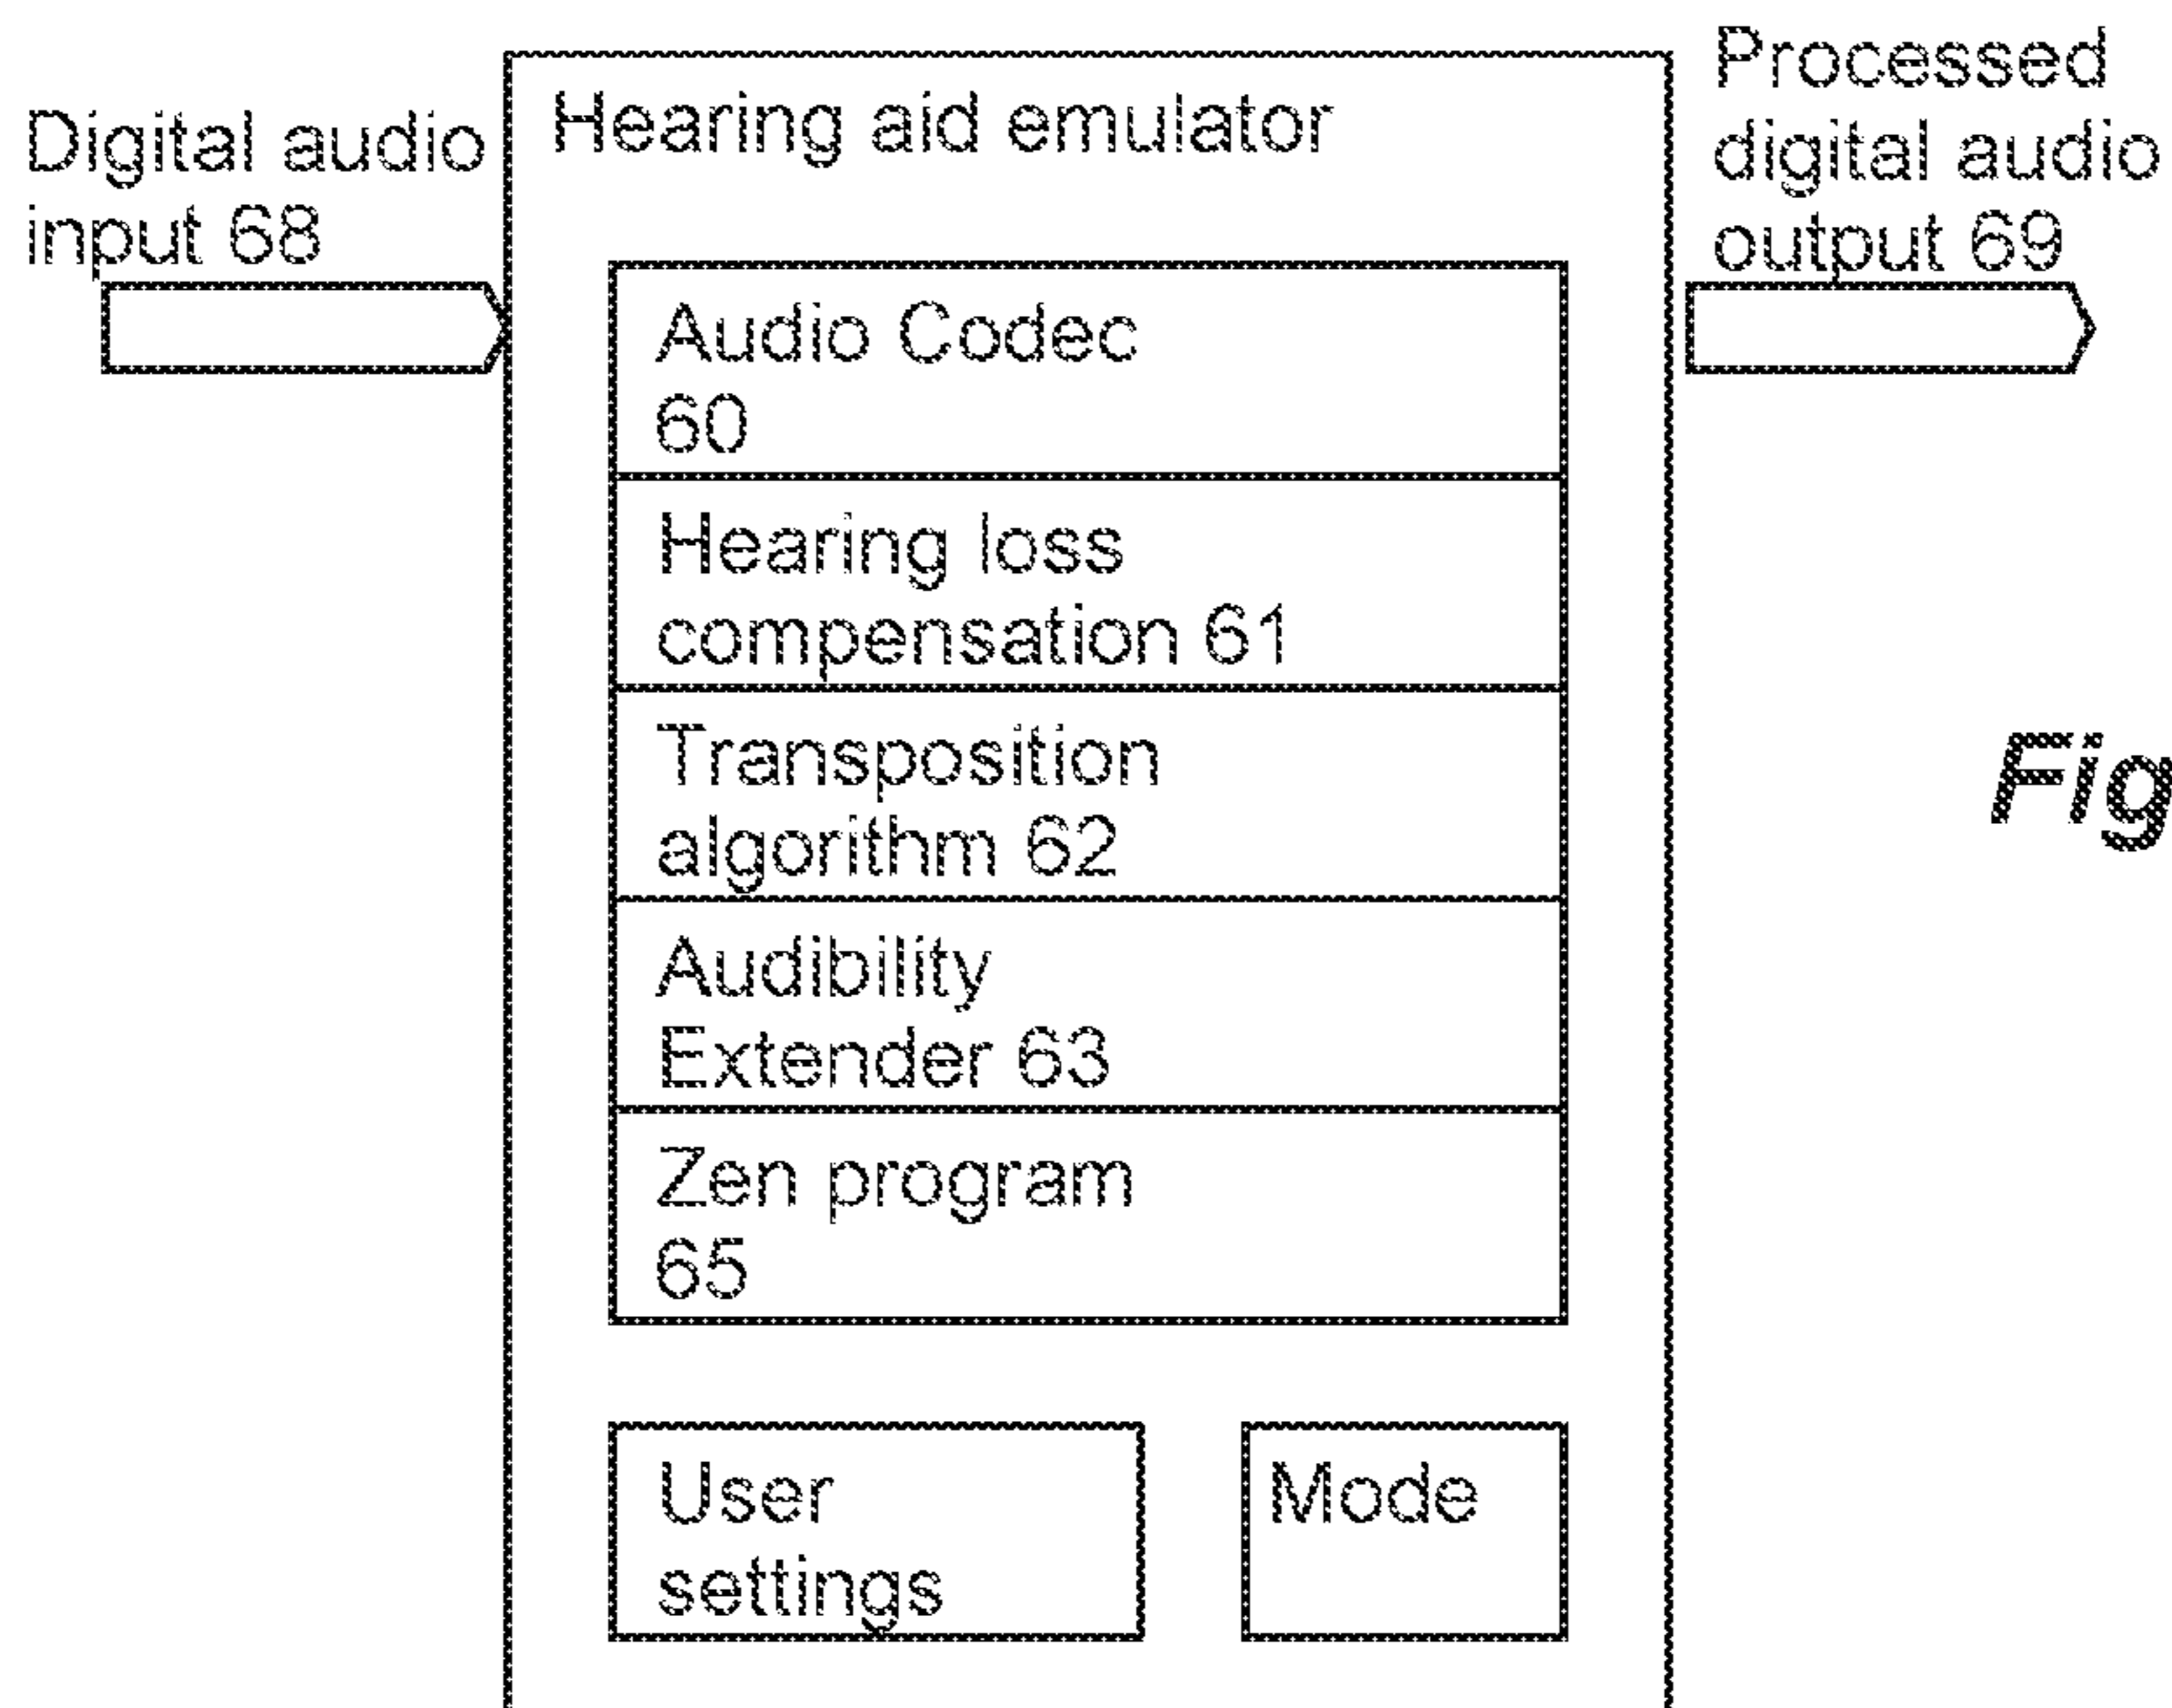 Digital audio
input 68
Hearing aid emulator
Processed
digital audio
output 69
Audio Codec
60
Hearing loss
compensation 61
Transposition
algorithm 62
Audibility
Extender 63
Zen program
65
User
settings
Mode
Fig